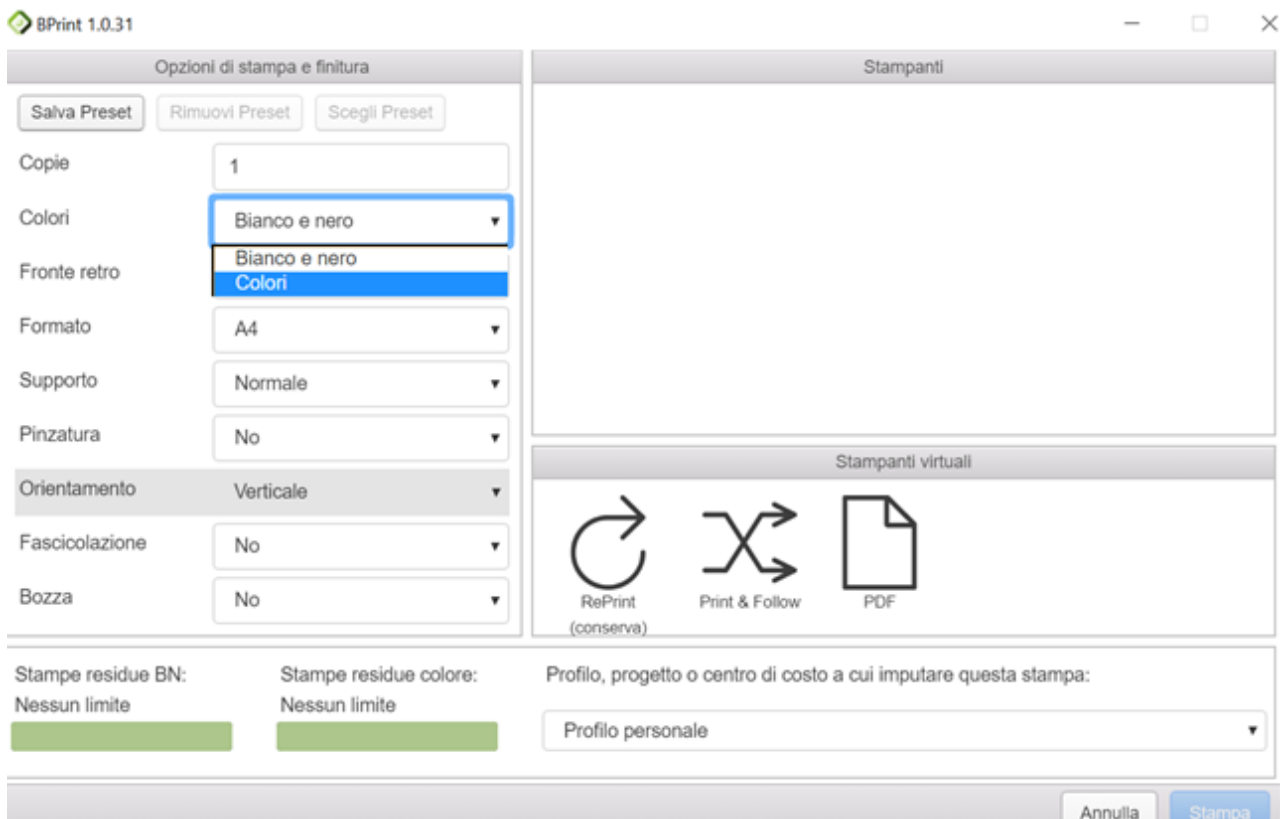 BPrint 1.0.31
Opzioni di stampa e finitura
Salva Preset Rimuovi Preset Scegli Preset
Copie 1
Colori Bianco e nero
Bianco e nero
Colori
Fronte retro
Formato A4
Supporto Normale
Pinzatura No
Orientamento Verticale
Fascicolazione No
Bozza No
Stampanti
Stampanti virtuali
RePrint
(conserva)
Print & Follow
PDF
Stampe residue BN:
Nessun limite
Stampe residue colore:
Nessun limite
Profilo, progetto o centro di costo a cui imputare questa stampa:
Profilo personale
Annulla Stampa